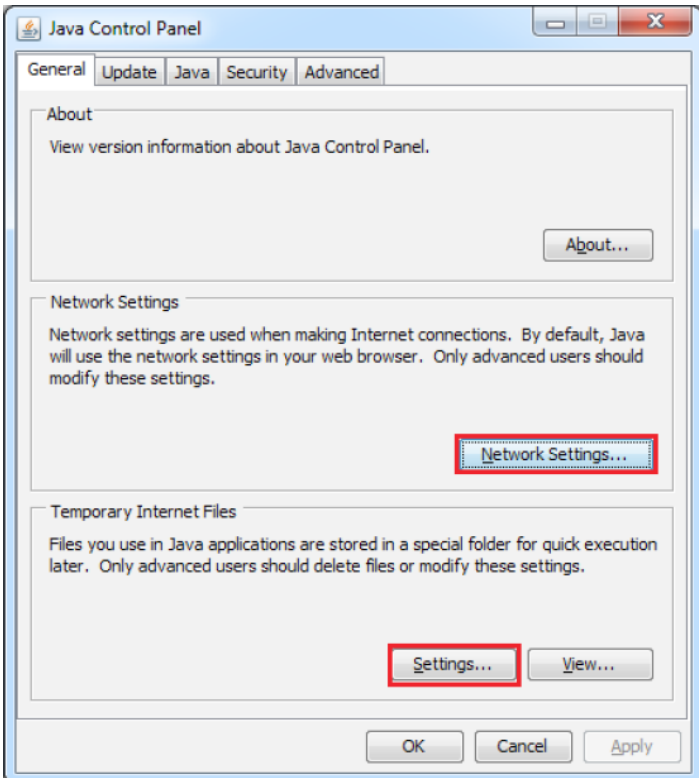 Java Control Panel
General Update Java Security Advanced
About
View version information about Java Control Panel.
About...
Network Settings
Network settings are used when making Internet connections.  By default, Java
will use the network settings in your web browser.  Only advanced users should
modify these settings.
Network Settings...
Temporary Internet Files
Files you use in Java applications are stored in a special folder for quick execution
later.  Only advanced users should delete files or modify these settings.
Settings... View...
OK Cancel Apply